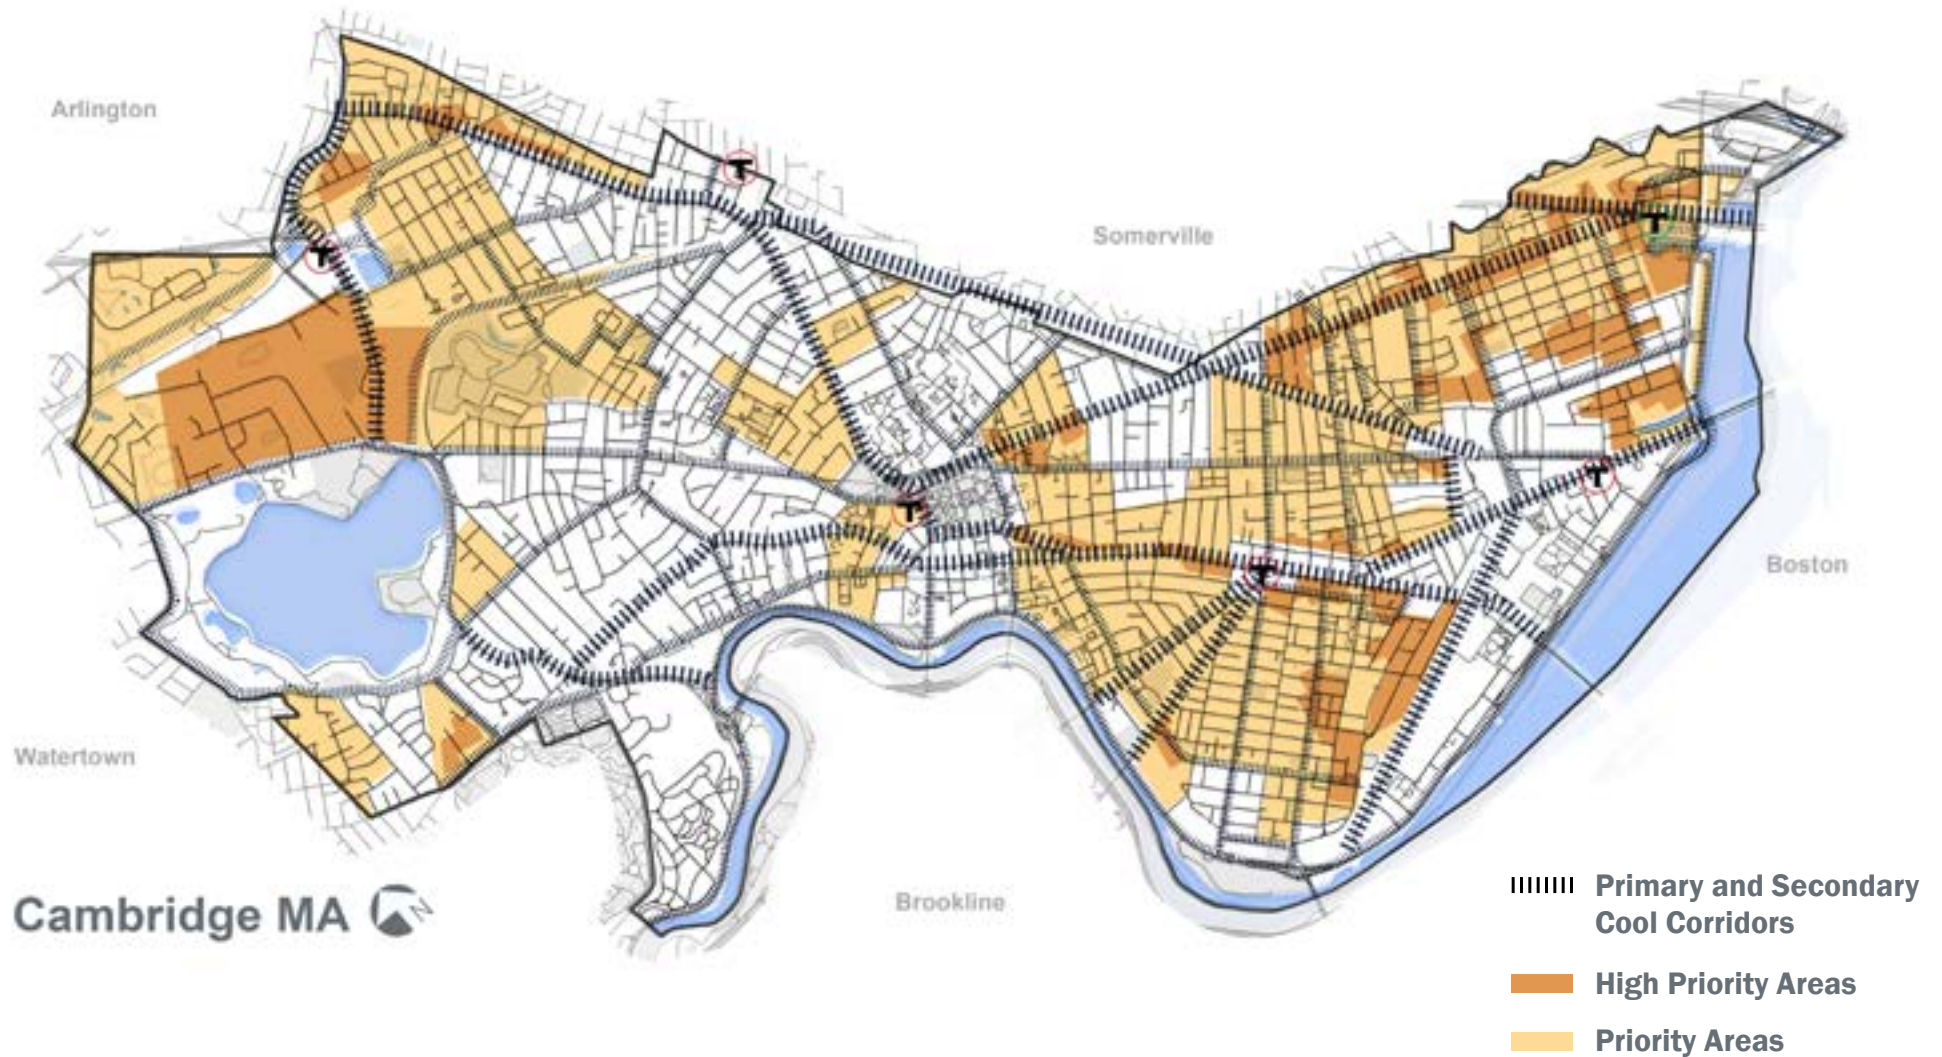 Arlington
Somerville
Boston
Watertown
Brookline
Cambridge MA
N
T
T
T
T
T
T
Primary and Secondary
Cool Corridors
High Priority Areas
Priority Areas